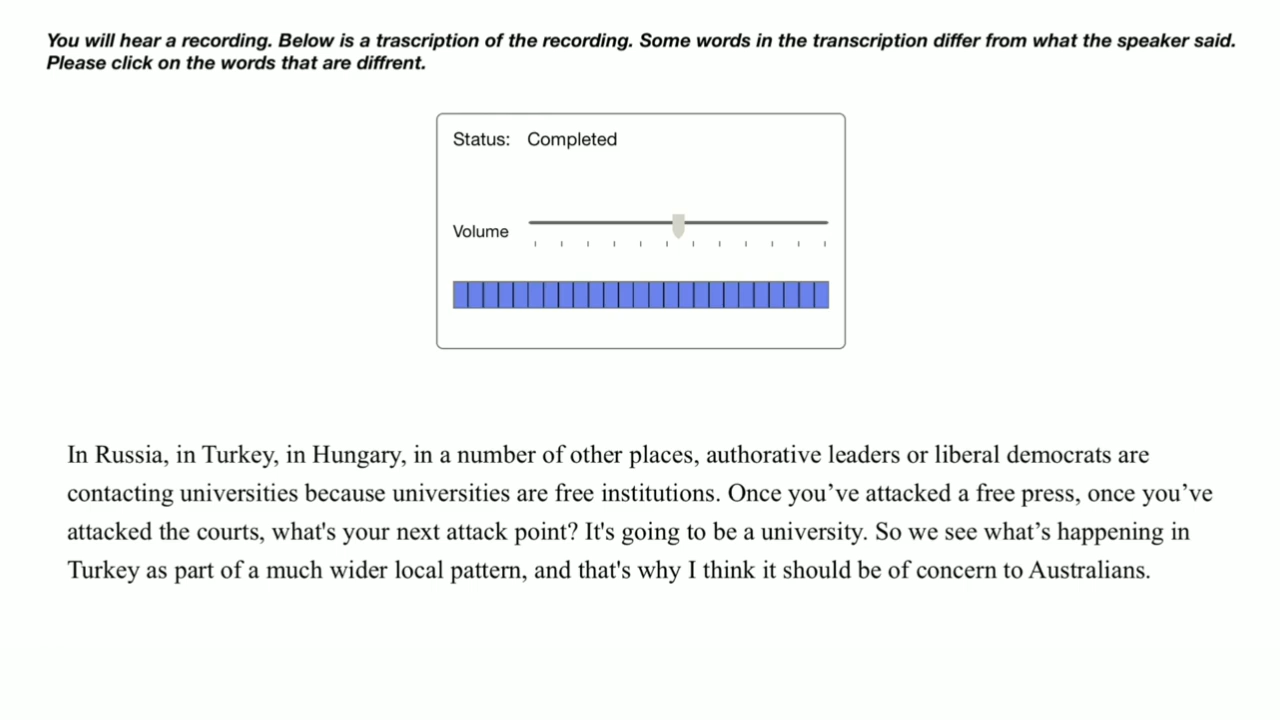 You will hear a recording. Below is a trascription of the recording. Some words in the transcription differ from what the speaker said.
Please click on the words that are diffrent.
Status: Completed
Volume
In Russia, in Turkey, in Hungary, in a number of other places, authorative leaders or liberal democrats are
contacting universities because universities are free institutions. Once you’ve attacked a free press, once you’ve
attacked the courts, what's your next attack point? It's going to be a university. So we see what’s happening in
Turkey as part of a much wider local pattern, and that's why I think it should be of concern to Australians.